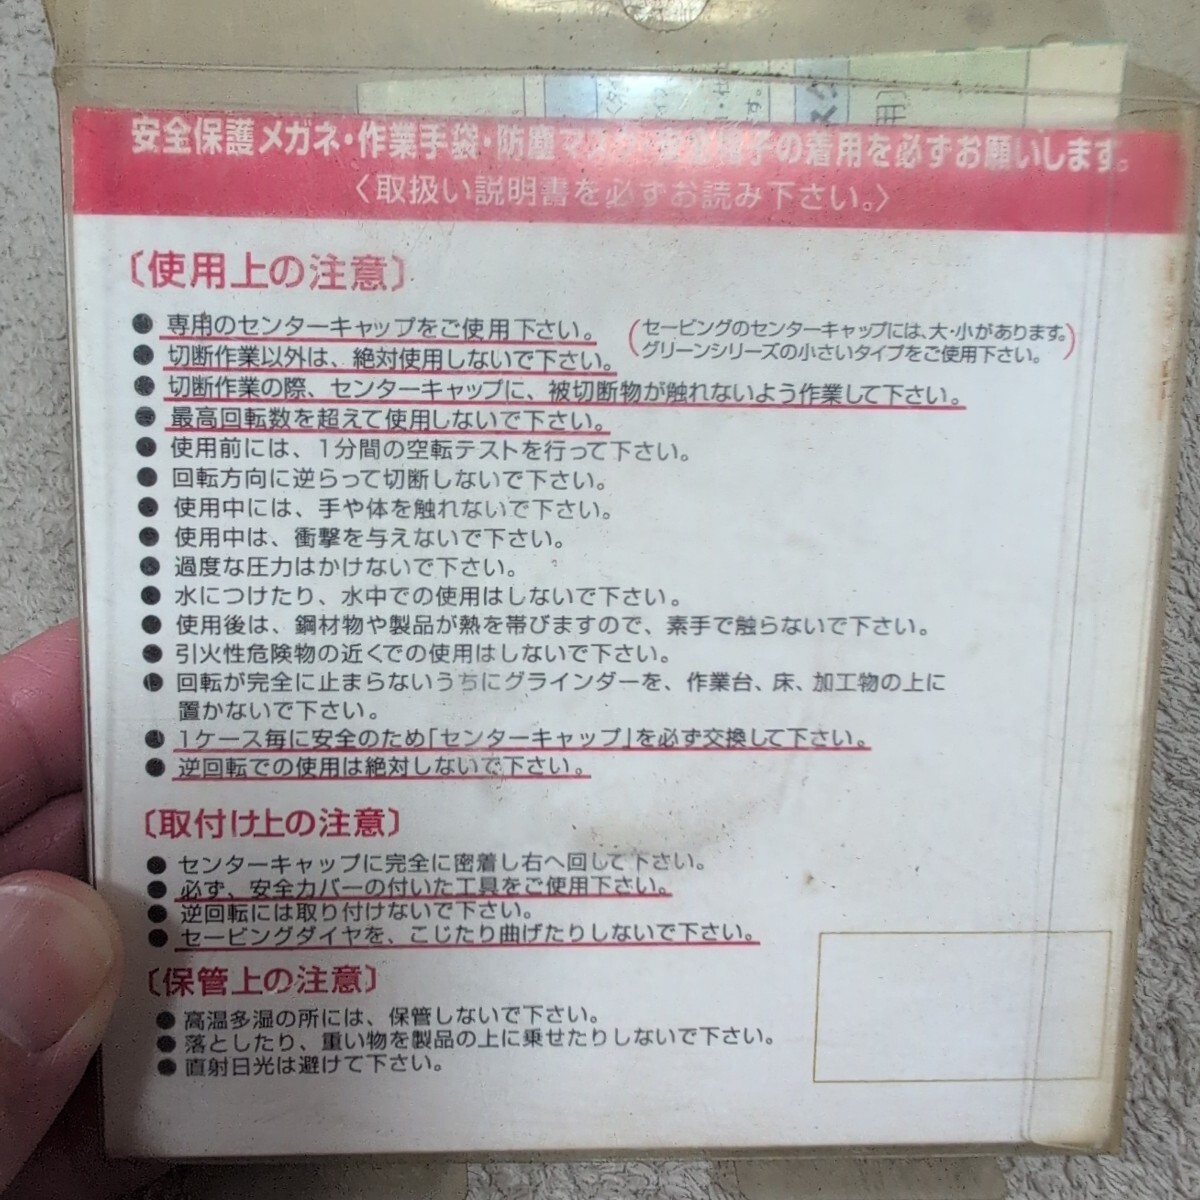 安全保護メガネ・作業手袋・防塵マスク 子の着用を必ずお願いします。
〈取扱い説明書を必ずお読み下さい。〉
〔使用上の注意〕
● 専用のセンターキャップをご使用下さい。(セービングのセンターキャップには、大・小があります。
グリーンシリーズの小さいタイプをご使用下さい。)
● 切断作業以外は、絶対使用しないで下さい。
● 切断作業の際、センターキャップに、被切断物が触れないよう作業して下さい。
● 最高回転数を超えて使用しないで下さい。
● 使用前には、1分間の空転テストを行って下さい。
● 回転方向に逆らって切断しないで下さい。
● 使用中には、手や体を触れないで下さい。
● 使用中は、衝撃を与えないで下さい。
● 過度な圧力はかけないで下さい。
● 水につけたり、水中での使用はしないで下さい。
● 使用後は、鋼材物や製品が熱を帯びますので、素手で触らないで下さい。
● 引火性危険物の近くでの使用はしないで下さい。
● 回転が完全に止まらないうちにグラインダーを、作業台、床、加工物の上に
置かないで下さい。
● 1ケース毎に安全のため「センターキャップ」を必ず交換して下さい。
● 逆回転での使用は絶対しないで下さい。
〔取付け上の注意〕
● センターキャップに完全に密着し右へ回して下さい。
● 必ず、安全カバーの付いた工具をご使用下さい。
● 逆回転には取り付けないで下さい。
● セービングダイヤを、こじたり曲げたりしないで下さい。
〔保管上の注意〕
● 高温多湿の所には、保管しないで下さい。
● 落としたり、重い物を製品の上に乗せたりしないで下さい。
● 直射日光は避けて下さい。